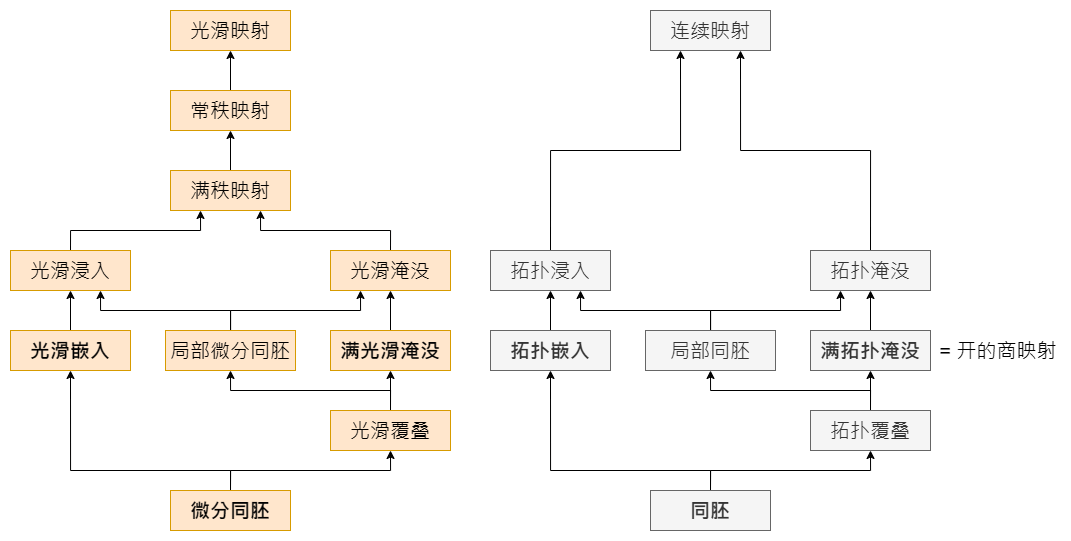 光滑映射
常秩映射
满秩映射
光滑浸入
光滑淹没
光滑嵌入
局部微分同胚
满光滑淹没
光滑覆叠
微分同胚
连续映射
拓扑浸入
拓扑淹没
拓扑嵌入
局部同胚
满拓扑淹没
= 开的商映射
拓扑覆叠
同胚